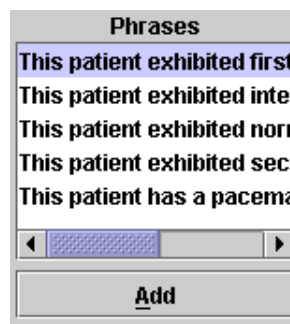 Phrases
This patient exhibited first
This patient exhibited inte
This patient exhibited nor
This patient exhibited sec
This patient has a pacema
Add